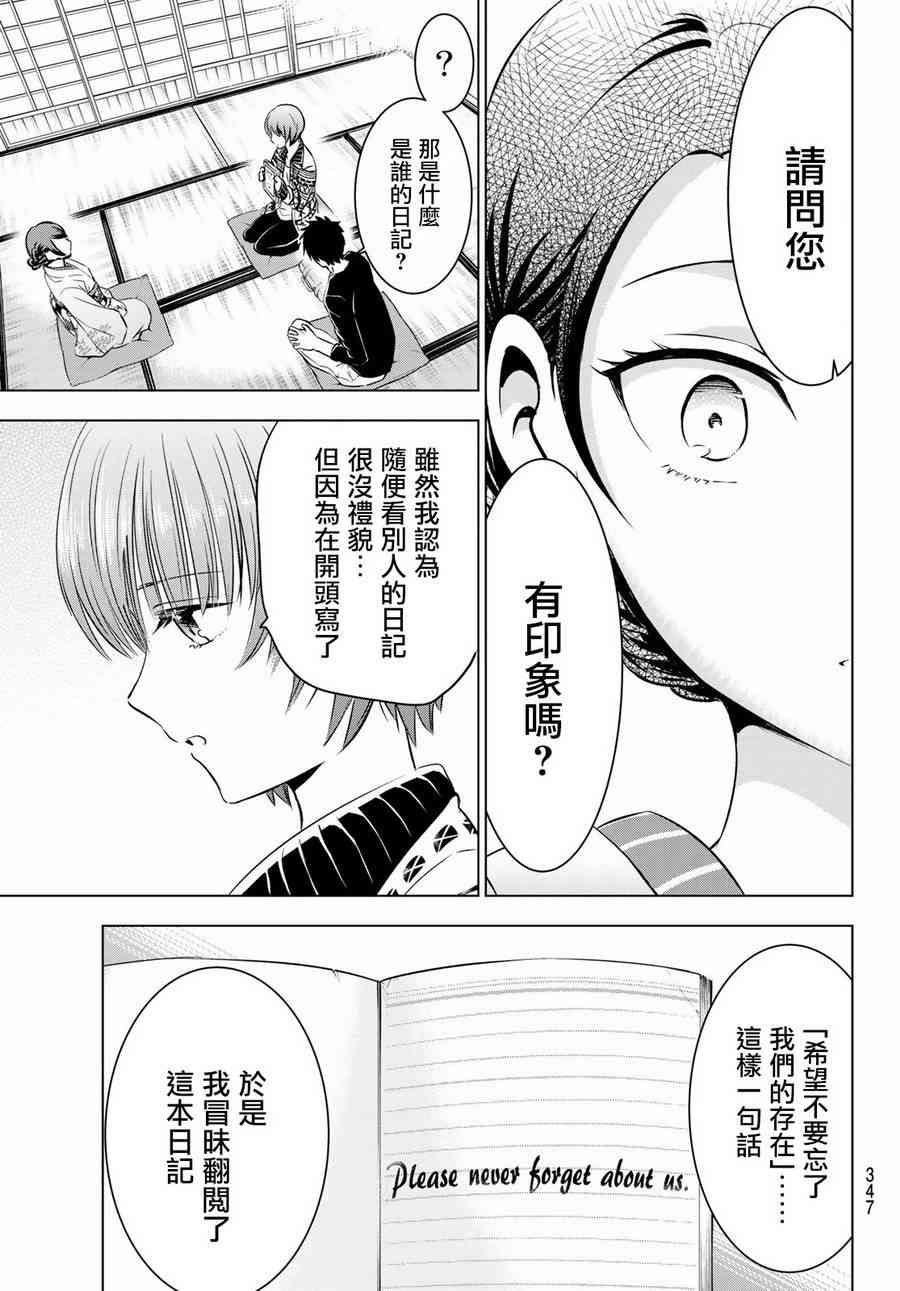 請問您
有印象嗎？
？
那是什麼
是誰的日記？
雖然我認為
隨便看別人的日記
很沒禮貌…
但因為在開頭寫了
「希望不要忘了
我們的存在」……
這樣一句話
Please never forget about us.
於是
我冒昧翻閱了
這本日記
347